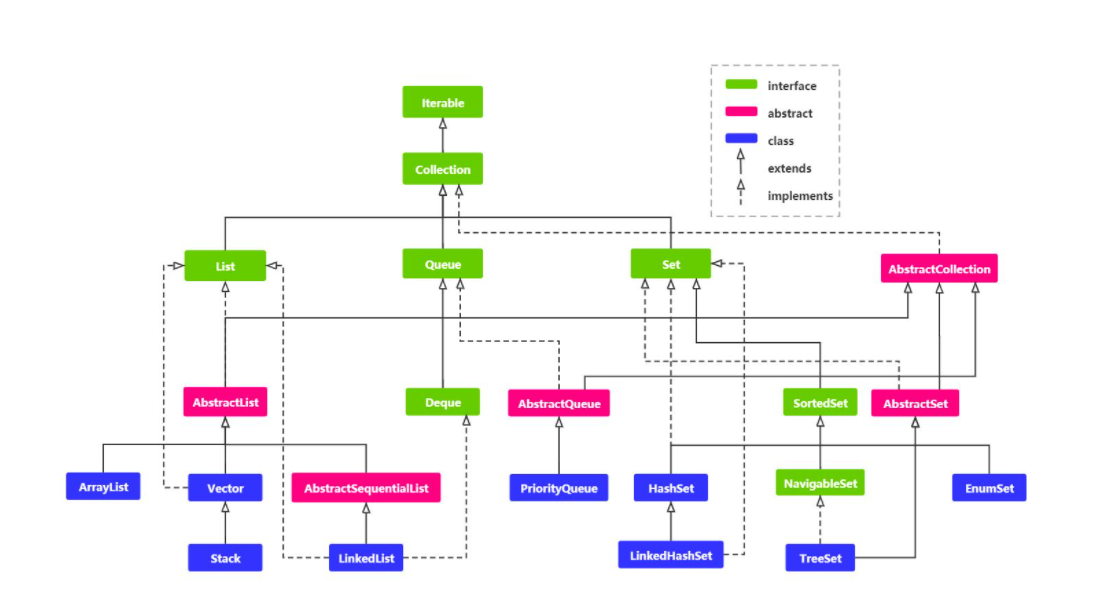 interface
Iterable
abstract
class
Collection
extends
implements
List
Queue
Set
AbstractCollection
AbstractList
Deque
AbstractQueue
SortedSet
AbstractSet
ArrayList
Vector
AbstractSequentialList
PriorityQueue
HashSet
NavigableSet
EnumSet
Stack
LinkedList
LinkedHashSet
TreeSet